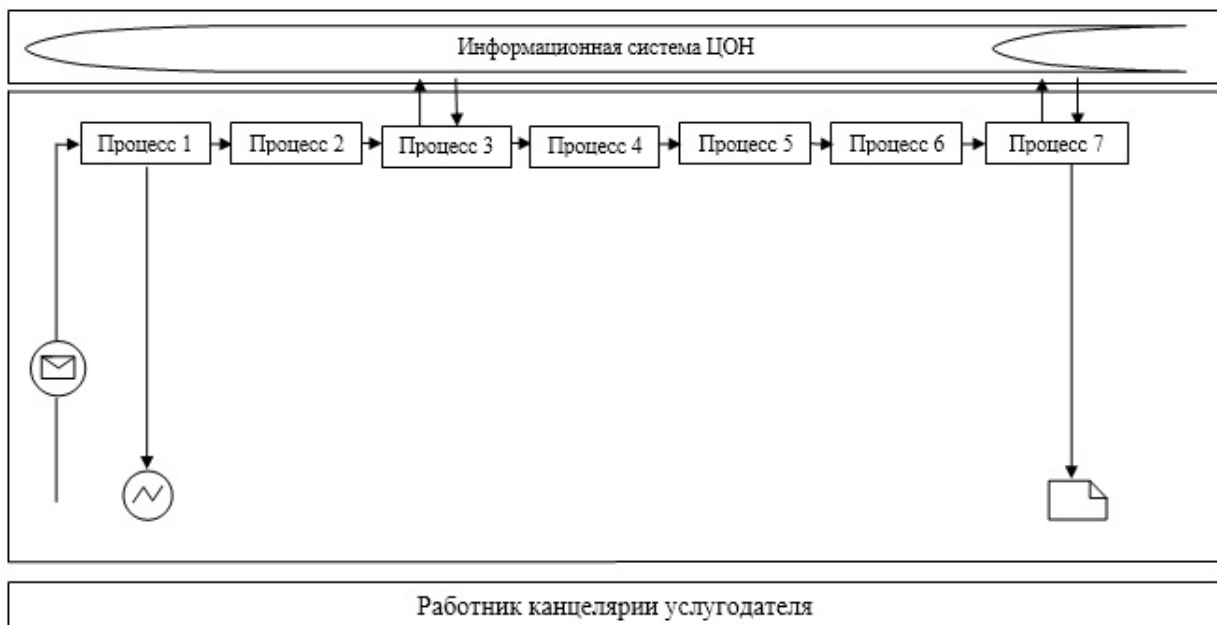 Информационная система ЦОН
Процесс 1
Процесс 2
Процесс 3
Процесс 4
Процесс 5
Процесс 6
Процесс 7
Работник канцелярии услугодателя